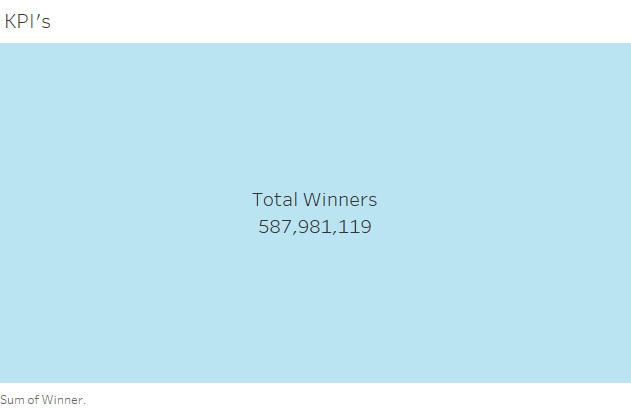 KPI's
Total Winners
587,981,119
Sum of Winner.